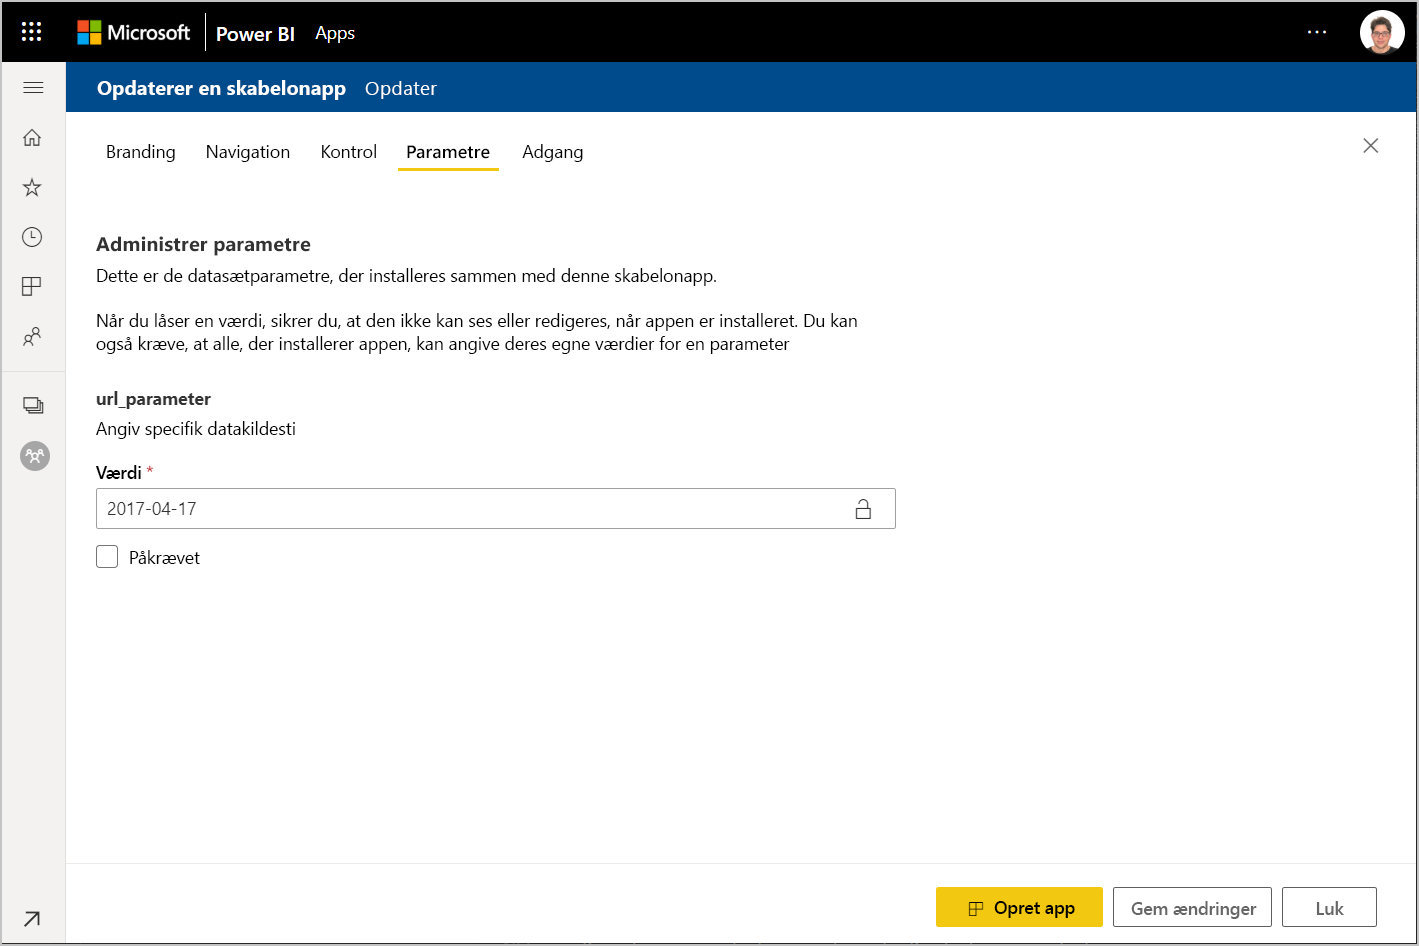 Microsoft Power BI Apps
Opdaterer en skabelonapp Opdater
Branding Navigation Kontrol Parametre Adgang
Administrer parametre
Dette er de datasætparametre, der installeres sammen med denne skabelonapp.
Når du låser en værdi, sikrer du, at den ikke kan ses eller redigeres, når appen er installeret. Du kan
også kræve, at alle, der installerer appen, kan angive deres egne værdier for en parameter
url_parameter
Angiv specifik datakildesti
Værdi *
2017-04-17
Påkrævet
Opret app Gem ændringer Luk